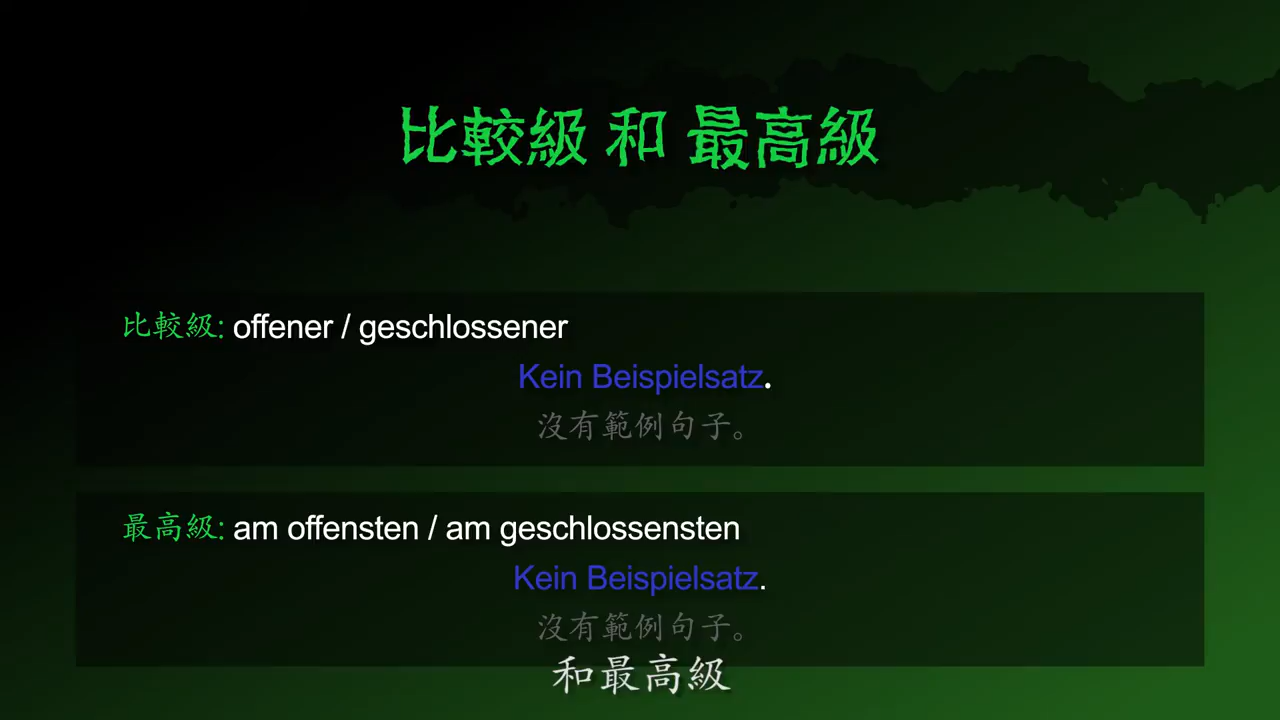 比較級 和 最高級
比較級: offener / geschlossener
Kein Beispielsatz.
沒有範例句子。
最高級: am offensten / am geschlossensten
Kein Beispielsatz.
沒有範例句子。
和最高級